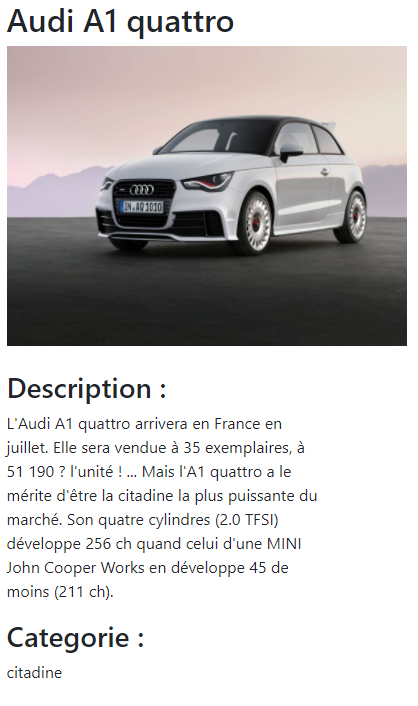 Audi A1 quattro
IN·AQ 1010
Description :
L'Audi A1 quattro arrivera en France en
juillet. Elle sera vendue à 35 exemplaires, à
51 190 ? l'unité ! ... Mais l'A1 quattro a le
mérite d'être la citadine la plus puissante du
marché. Son quatre cylindres (2.0 TFSI)
développe 256 ch quand celui d'une MINI
John Cooper Works en développe 45 de
moins (211 ch).
Categorie :
citadine